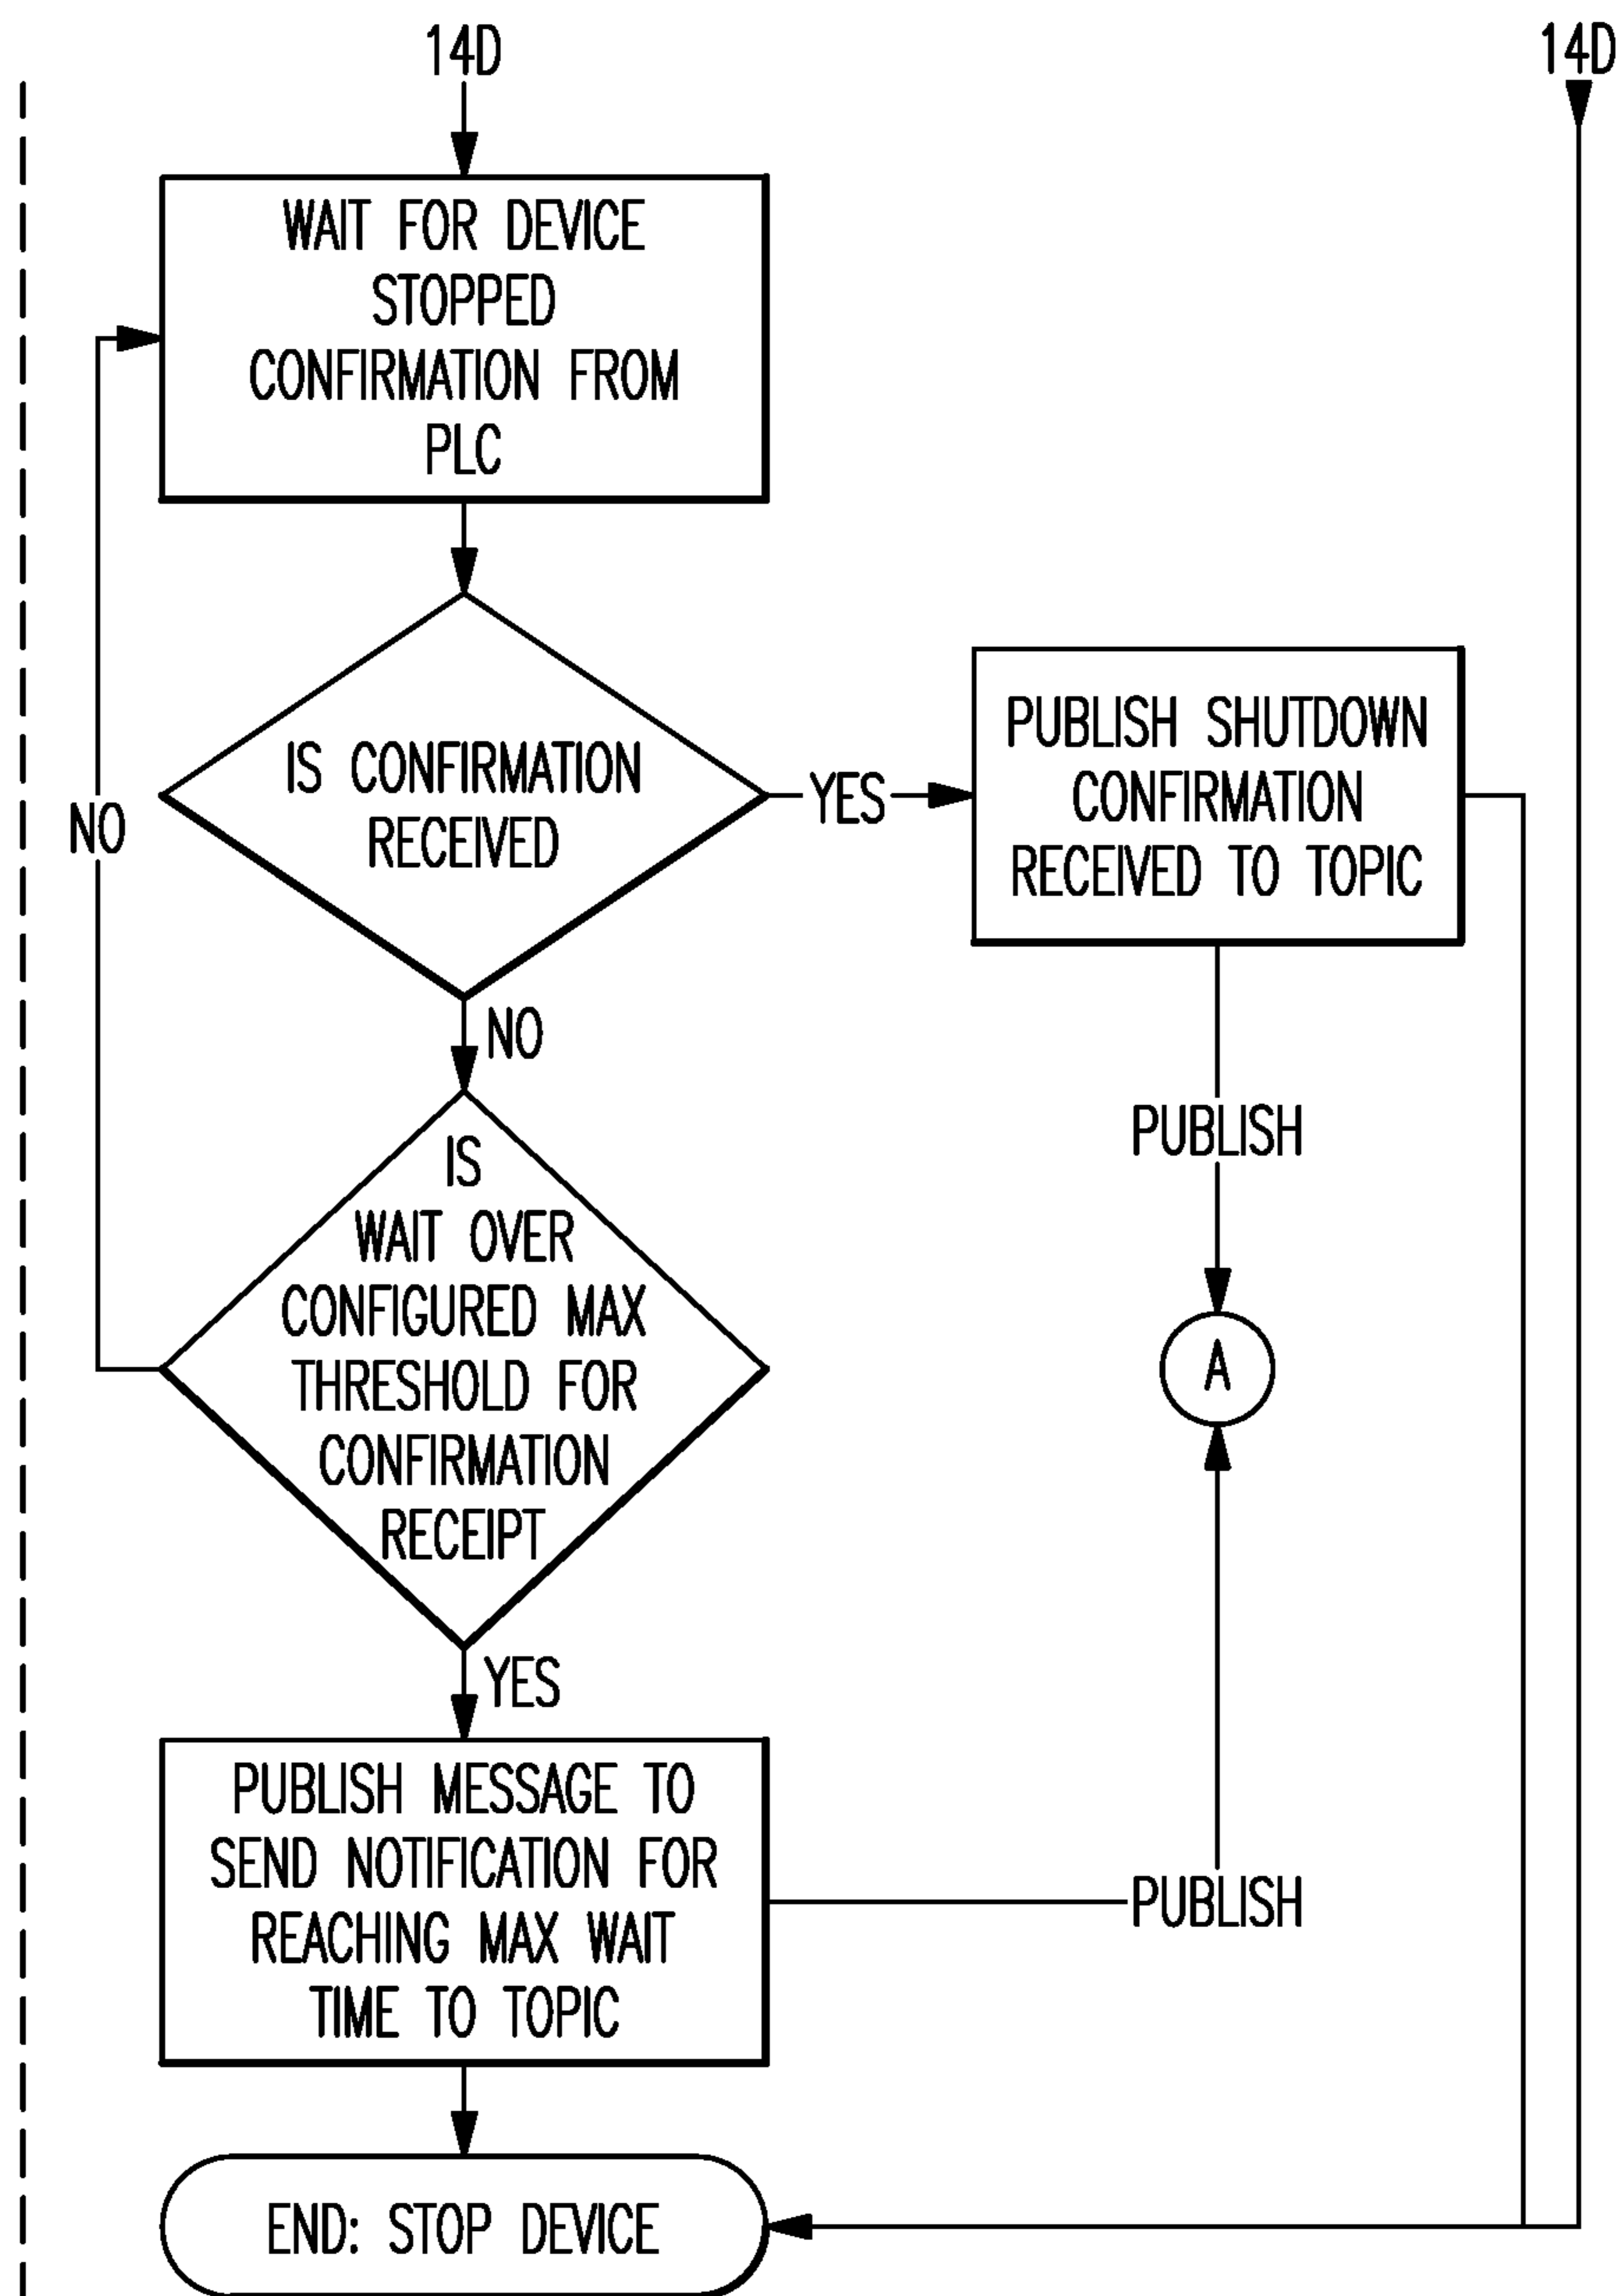 14D
14D
WAIT FOR DEVICE
STOPPED
CONFIRMATION FROM
PLC
IS CONFIRMATION
RECEIVED
YES
PUBLISH SHUTDOWN
CONFIRMATION
RECEIVED TO TOPIC
NO
NO
PUBLISH
IS
WAIT OVER
CONFIGURED MAX
THRESHOLD FOR
CONFIRMATION
RECEIPT
A
YES
PUBLISH MESSAGE TO
SEND NOTIFICATION FOR
REACHING MAX WAIT
TIME TO TOPIC
PUBLISH
END: STOP DEVICE